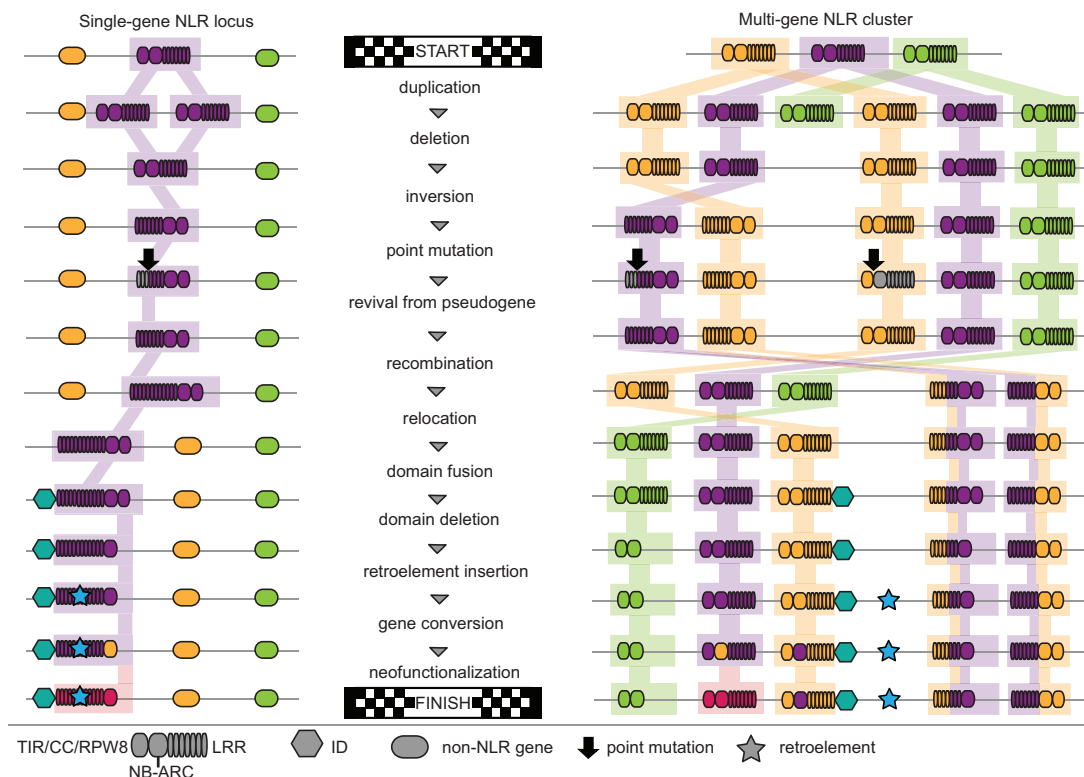 Single-gene NLR locus
Multi-gene NLR cluster
START
duplication
deletion
inversion
point mutation
revival from pseudogene
recombination
relocation
domain fusion
domain deletion
retroelement insertion
gene conversion
neofunctionalization
FINISH
TIR/CC/RPW8
LRR
NB-ARC
ID
non-NLR gene
point mutation
retroelement